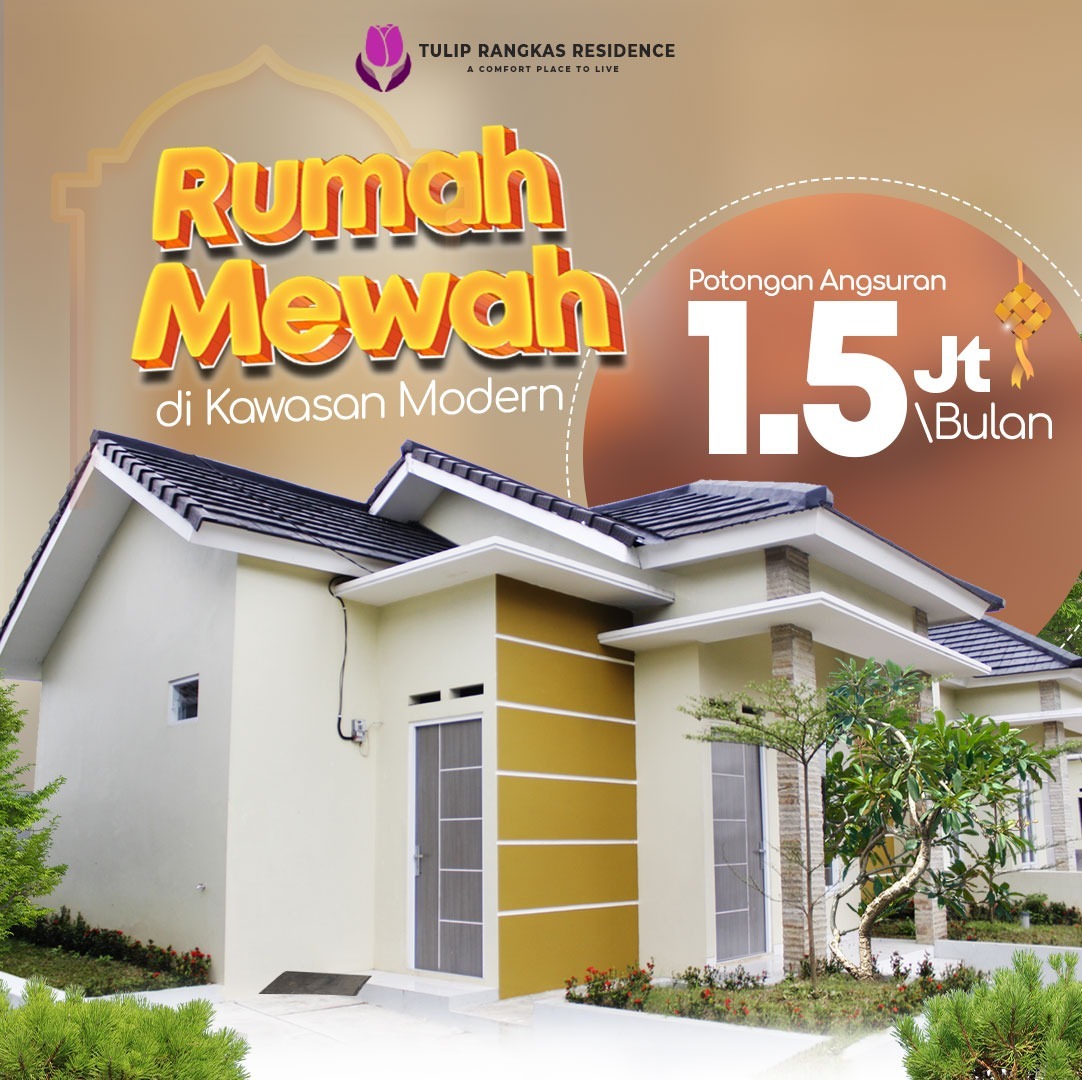 TULIP RANGKAS RESIDENCE
A COMFORT PLACE TO LIVE
Rumah
Mewah
di Kawasan Modern
Potongan Angsuran
1.5 Jt
\Bulan